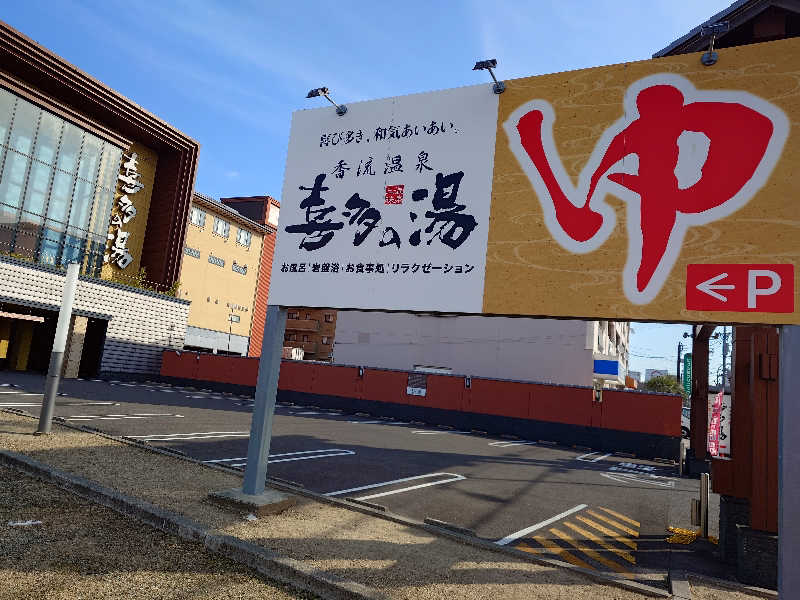 喜び多き、和気あいあい。
香流温泉
喜多の湯
お風呂 岩盤浴・お食事処 リラクゼーション
ゆ
←P
喜多の湯